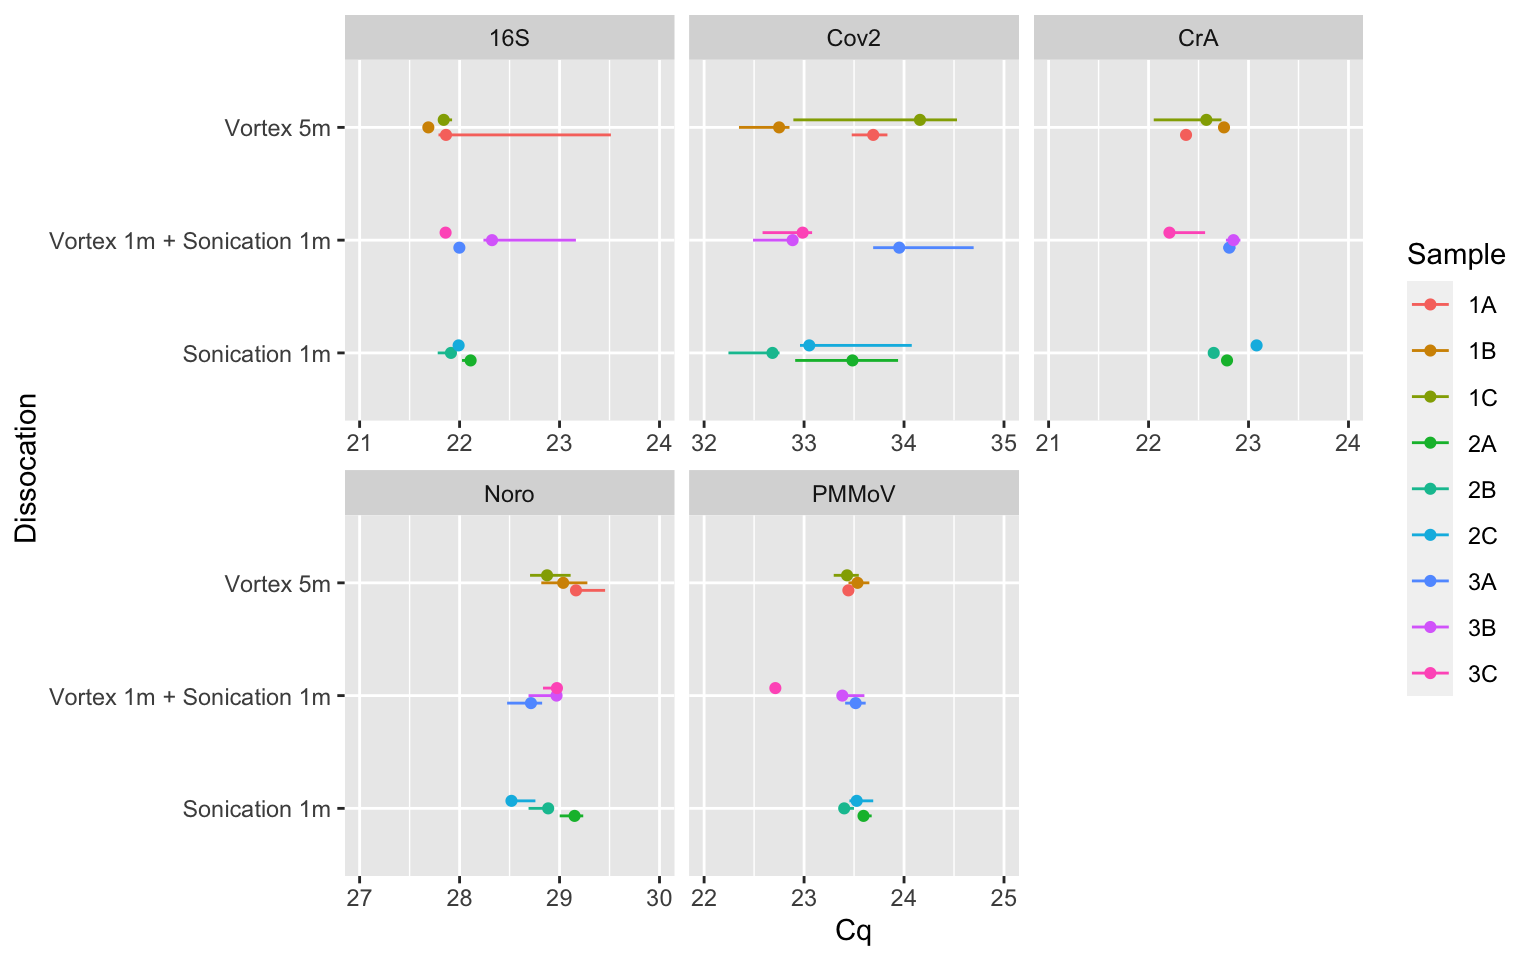 16S Cov2 CrA
Vortex 5m
Vortex 1m + Sonication 1m
Sonication 1m
21 22 23 24 32 33 34 35 21 22 23 24
Dissocation
Noro PMMoV
Vortex 5m
Vortex 1m + Sonication 1m
Sonication 1m
27 28 29 30 22 23 24 25
Cq
Sample
1A
1B
1C
2A
2B
2C
3A
3B
3C